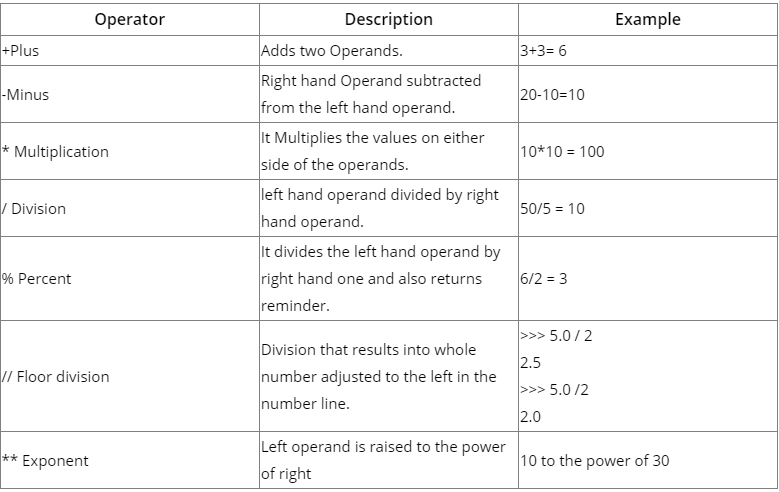 Operator Description Example
+Plus Adds two Operands. 3+3= 6
-Minus Right hand Operand subtracted
from the left hand operand. 20-10=10
* Multiplication It Multiplies the values on either
side of the operands. 10*10 = 100
/ Division left hand operand divided by right
hand operand. 50/5 = 10
% Percent It divides the left hand operand by
right hand one and also returns
reminder. 6/2 = 3
// Floor division Division that results into whole
number adjusted to the left in the
number line. >>> 5.0 / 2
2.5
>>> 5.0 /2
2.0
** Exponent Left operand is raised to the power
of right 10 to the power of 30